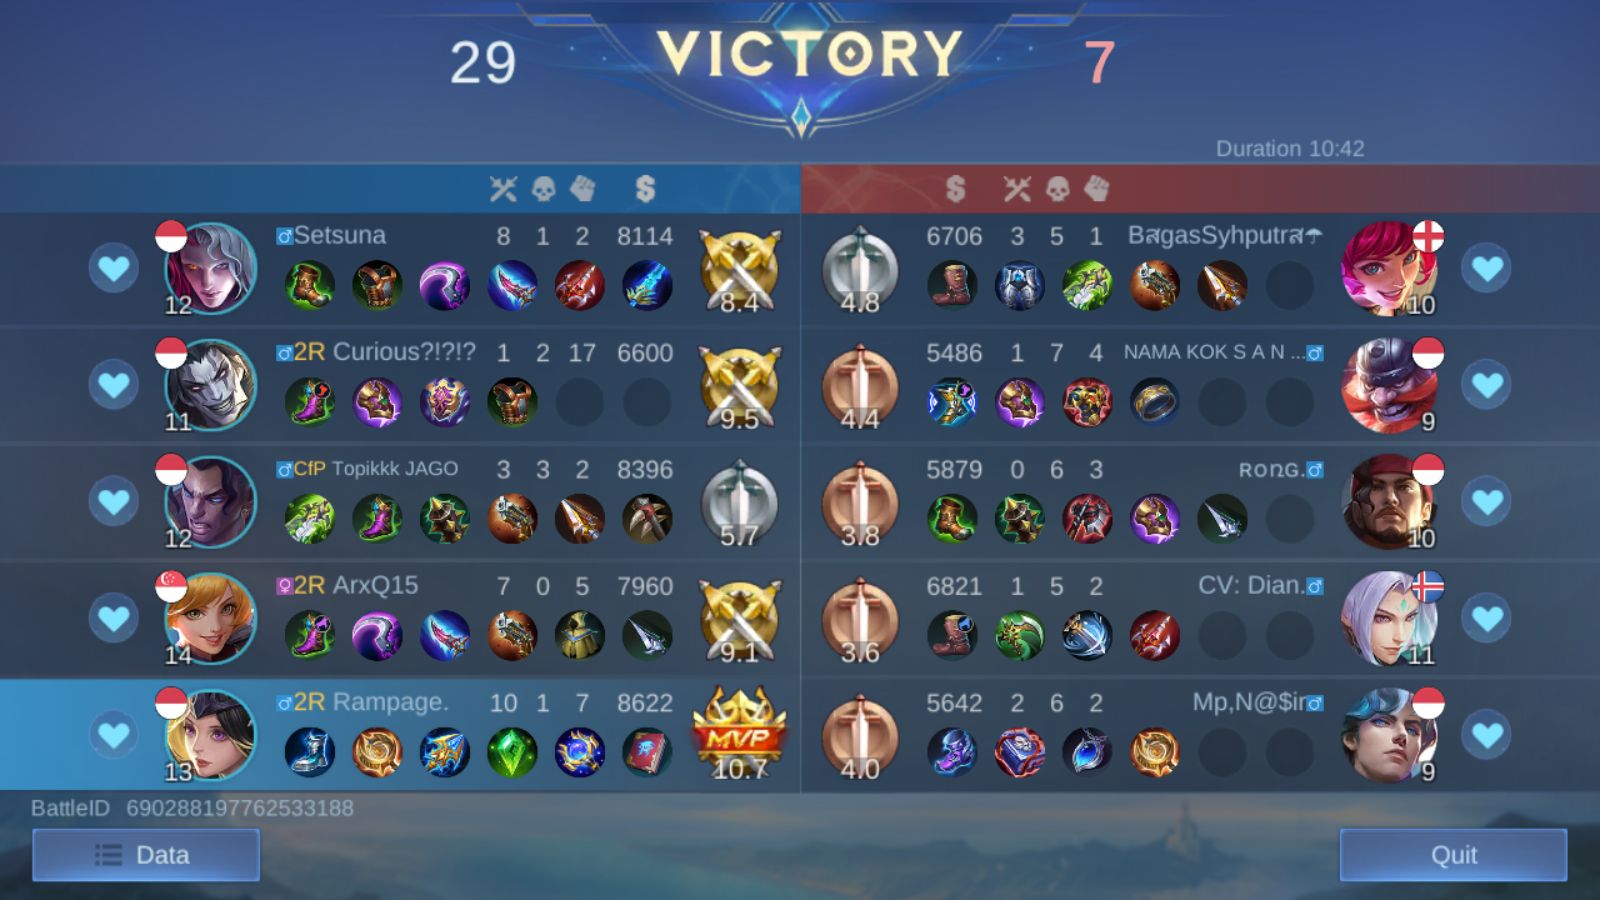 29 VICTORY 7
Duration 10:42
Setsuna 8 1 2 8114
12 8.4
6706 3 5 1
4.8 10
2R Curious?!?!? 1 2 17 6600
11 9.5
5486 1 7 4 NAMA KOK S A N ...
4.4 9
CfP Topikkk JAGO 3 3 2 8396
12 5.7
5879 0 6 3
3.8 10
2R ArxQ15 7 0 5 7960
14 9.1
6821 1 5 2 CV: Dian.
3.6 11
2R Rampage. 10 1 7 8622
MVP
13 10.7
5642 2 6 2 Mp,N@$ir
4.0 9
BattleID 690288197762533188
Data
Quit